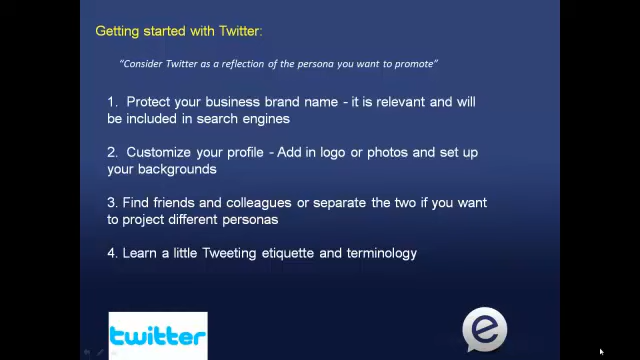 Getting started with Twitter:
“Consider Twitter as a reflection of the persona you want to promote”
1. Protect your business brand name - it is relevant and will
be included in search engines
2. Customize your profile - Add in logo or photos and set up
your backgrounds
3. Find friends and colleagues or separate the two if you want
to project different personas
4. Learn a little Tweeting etiquette and terminology
twitter
e